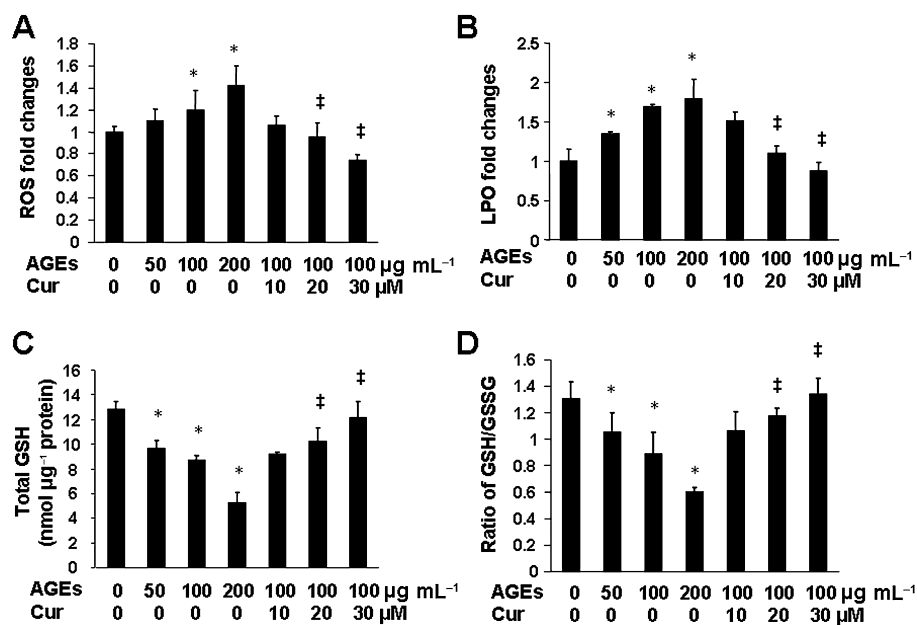 A
ROS fold changes
1.8
1.6
1.4
1.2
1
0.8
0.6
0.4
0.2
0
* * ‡ ‡
AGEs 0 50 100 200 100 100 100 µg mL⁻¹
Cur 0 0 0 0 10 20 30 µM
B
LPO fold changes
2.5
2
1.5
1
0.5
0
* * * ‡ ‡
AGEs 0 50 100 200 100 100 100 µg mL⁻¹
Cur 0 0 0 0 10 20 30 µM
C
Total GSH
(nmol µg⁻¹ protein)
16
14
12
10
8
6
4
2
0
* * * ‡ ‡
AGEs 0 50 100 200 100 100 100 µg mL⁻¹
Cur 0 0 0 0 10 20 30 µM
D
Ratio of GSH/GSSG
1.6
1.4
1.2
1
0.8
0.6
0.4
0.2
0
* * * ‡ ‡
AGEs 0 50 100 200 100 100 100 µg mL⁻¹
Cur 0 0 0 0 10 20 30 µM